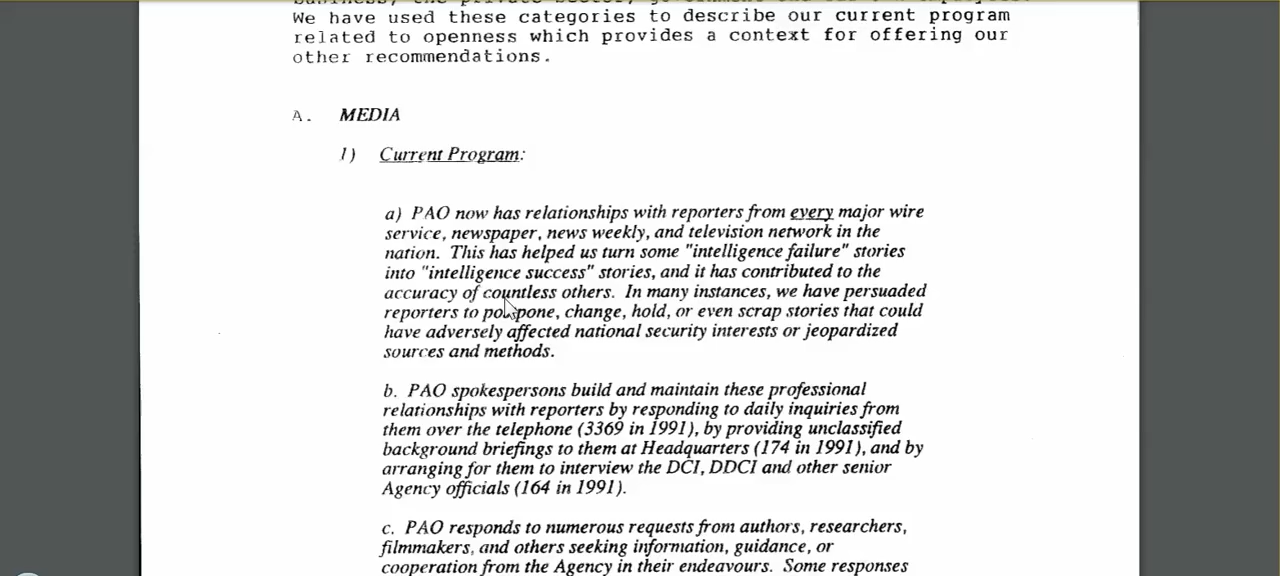 We have used these categories to describe our current program
related to openness which provides a context for offering our
other recommendations.
A. MEDIA
1) Current Program:
a) PAO now has relationships with reporters from every major wire
service, newspaper, news weekly, and television network in the
nation. This has helped us turn some "intelligence failure" stories
into "intelligence success" stories, and it has contributed to the
accuracy of countless others. In many instances, we have persuaded
reporters to postpone, change, hold, or even scrap stories that could
have adversely affected national security interests or jeopardized
sources and methods.
b. PAO spokespersons build and maintain these professional
relationships with reporters by responding to daily inquiries from
them over the telephone (3369 in 1991), by providing unclassified
background briefings to them at Headquarters (174 in 1991), and by
arranging for them to interview the DCI, DDCI and other senior
Agency officials (164 in 1991).
c. PAO responds to numerous requests from authors, researchers,
filmmakers, and others seeking information, guidance, or
cooperation from the Agency in their endeavours. Some responses